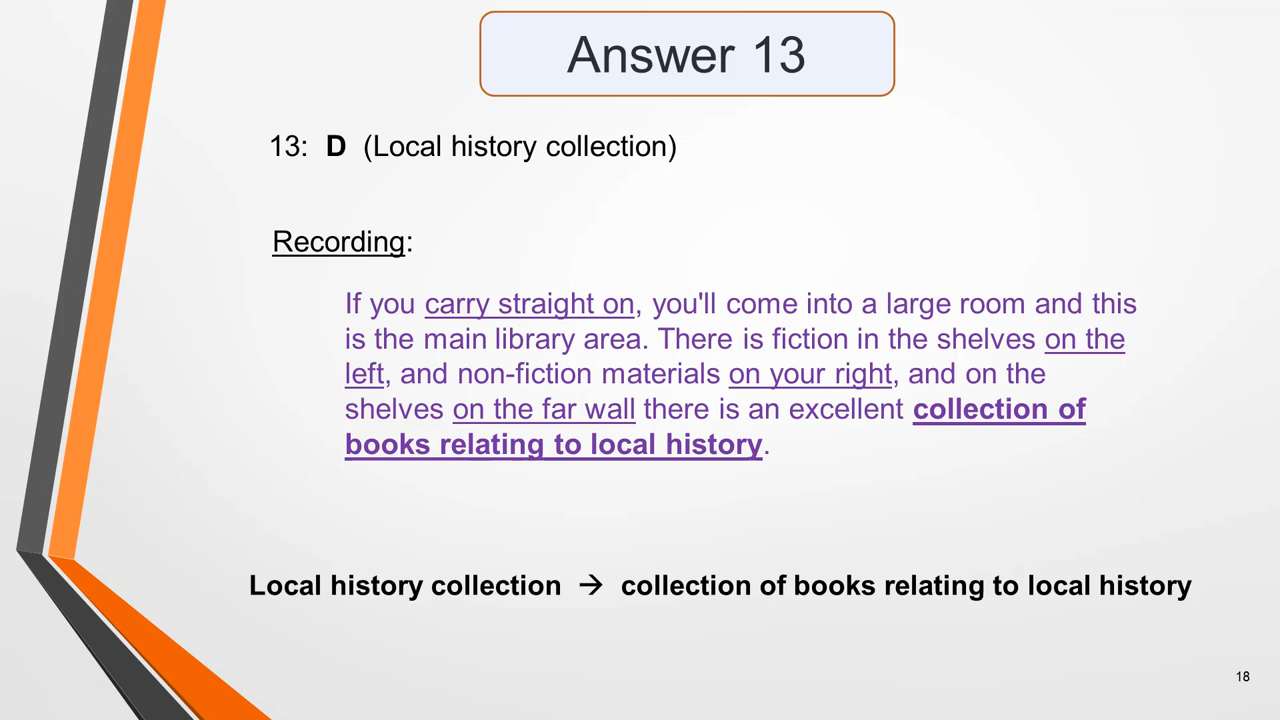 Answer 13
13: D (Local history collection)
Recording:
If you carry straight on, you'll come into a large room and this
is the main library area. There is fiction in the shelves on the
left, and non-fiction materials on your right, and on the
shelves on the far wall there is an excellent collection of
books relating to local history.
Local history collection → collection of books relating to local history
18